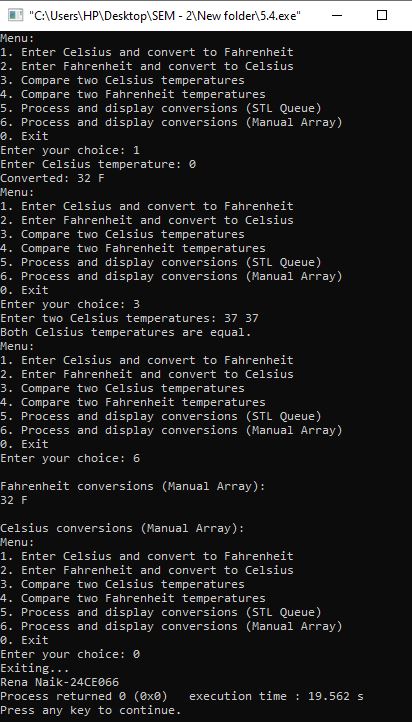 "C:\Users\HP\Desktop\SEM - 2\New folder\5.4.exe"
Menu:
1. Enter Celsius and convert to Fahrenheit
2. Enter Fahrenheit and convert to Celsius
3. Compare two Celsius temperatures
4. Compare two Fahrenheit temperatures
5. Process and display conversions (STL Queue)
6. Process and display conversions (Manual Array)
0. Exit
Enter your choice: 1
Enter Celsius temperature: 0
Converted: 32 F
Menu:
1. Enter Celsius and convert to Fahrenheit
2. Enter Fahrenheit and convert to Celsius
3. Compare two Celsius temperatures
4. Compare two Fahrenheit temperatures
5. Process and display conversions (STL Queue)
6. Process and display conversions (Manual Array)
0. Exit
Enter your choice: 3
Enter two Celsius temperatures: 37 37
Both Celsius temperatures are equal.
Menu:
1. Enter Celsius and convert to Fahrenheit
2. Enter Fahrenheit and convert to Celsius
3. Compare two Celsius temperatures
4. Compare two Fahrenheit temperatures
5. Process and display conversions (STL Queue)
6. Process and display conversions (Manual Array)
0. Exit
Enter your choice: 6
Fahrenheit conversions (Manual Array):
32 F
Celsius conversions (Manual Array):
Menu:
1. Enter Celsius and convert to Fahrenheit
2. Enter Fahrenheit and convert to Celsius
3. Compare two Celsius temperatures
4. Compare two Fahrenheit temperatures
5. Process and display conversions (STL Queue)
6. Process and display conversions (Manual Array)
0. Exit
Enter your choice: 0
Exiting...
Rena Naik-24CE066
Process returned 0 (0x0)   execution time : 19.562 s
Press any key to continue.